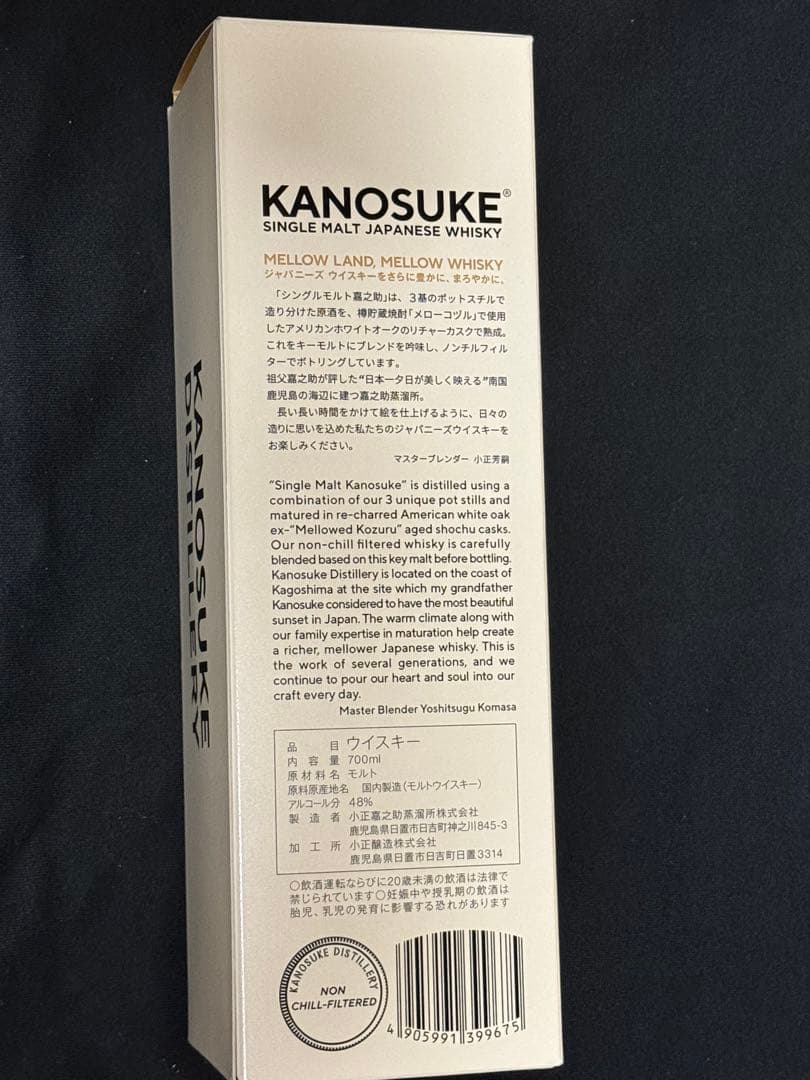 KANOSUKE®
SINGLE MALT JAPANESE WHISKY
MELLOW LAND, MELLOW WHISKY
ジャパニーズ ウイスキーをさらに豊かに、まろやかに。
「シングルモルト嘉之助」は、3基のポットスチルで
造り分けた原酒を、樽貯蔵焼酎「メローコヅル」で使用
したアメリカンホワイトオークのリチャーカスクで熟成。
これをキーモルトにブレンドを吟味し、ノンチルフィル
ターでボトリングしています。
祖父嘉之助が評した“日本一夕日が美しく映える”南国
鹿児島の海辺に建つ嘉之助蒸溜所。
長い長い時間をかけて絵を仕上げるように、日々の
造りに思いを込めた私たちのジャパニーズウイスキーを
お楽しみください。
マスターブレンダー 小正芳嗣
“Single Malt Kanosuke” is distilled using a
combination of our 3 unique pot stills and
matured in re-charred American white oak
ex-“Mellowed Kozuru” aged shochu casks.
Our non-chill filtered whisky is carefully
blended based on this key malt before bottling.
Kanosuke Distillery is located on the coast of
Kagoshima at the site which my grandfather
Kanosuke considered to have the most beautiful
sunset in Japan. The warm climate along with
our family expertise in maturation help create
a richer, mellower Japanese whisky. This is
the work of several generations, and we
continue to pour our heart and soul into our
craft every day.
Master Blender Yoshitsugu Komasa
品目 ウイスキー
内容量 700ml
原材料名 モルト
原料原産地名 国内製造（モルトウイスキー）
アルコール分 48%
製造者 小正嘉之助蒸溜所株式会社
鹿児島県日置市日吉町神之川845-3
加工所 小正醸造株式会社
鹿児島県日置市日吉町日置3314
○飲酒運転ならびに20歳未満の飲酒は法律で
禁じられています○妊娠中や授乳期の飲酒は
胎児、乳児の発育に影響する恐れがあります
KANOSUKE DISTILLERY
NON
CHILL-FILTERED
4 905991 399675
KANOSUKE
DISTILLERY